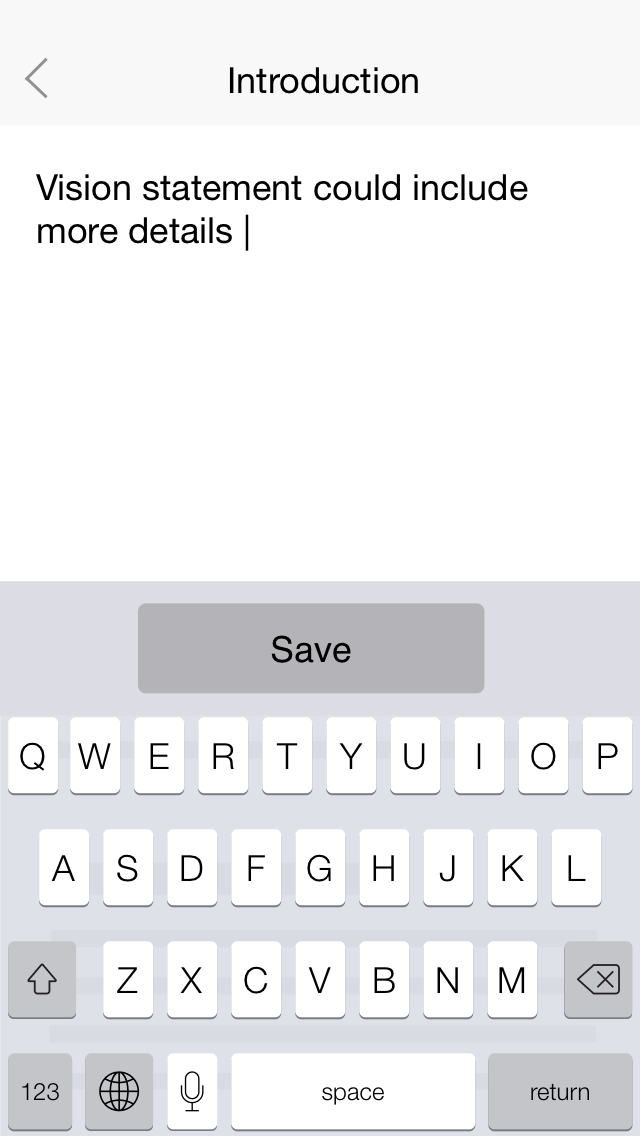 Introduction
Vision statement could include
more details
Save
Q W E R T Y U I O P
A S D F G H J K L
Z X C V B N M
123 space return